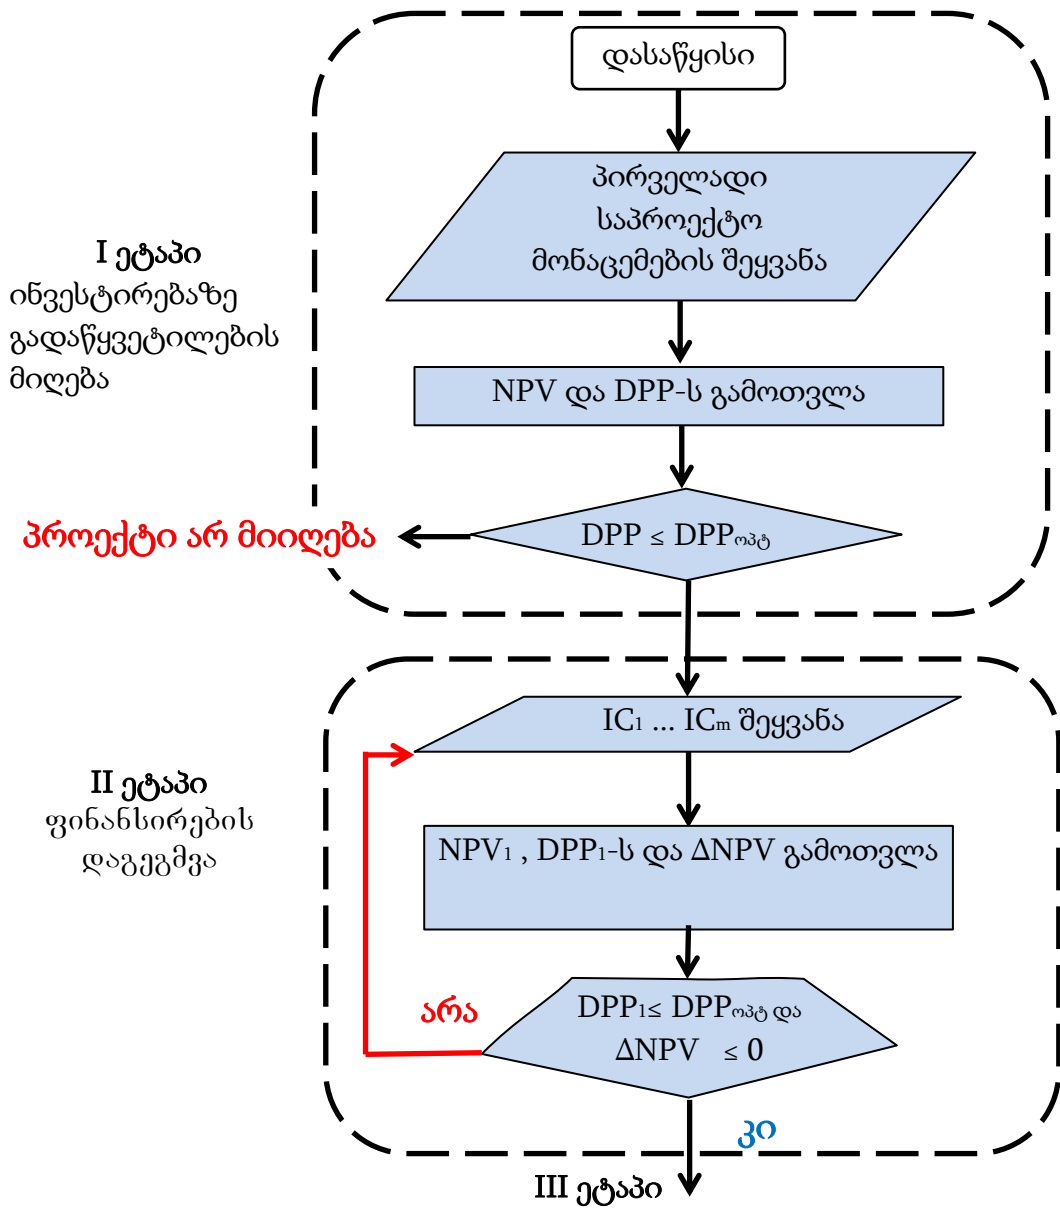 დასაწყისი
პირველადი
საპროექტო
მონაცემების შეყვანა
I ეტაპი
ინვესტირებაზე
გადაწყვეტილების
მიღება
NPV და DPP-ს გამოთვლა
DPP ≤ DPPოპტ
პროექტი არ მიიღება
IC1 ... ICm შეყვანა
II ეტაპი
ფინანსირების
დაგეგმვა
NPV1 , DPP1-ს და ΔNPV გამოთვლა
DPP1≤ DPPოპტ და
ΔNPV ≤ 0
არა
კი
III ეტაპი